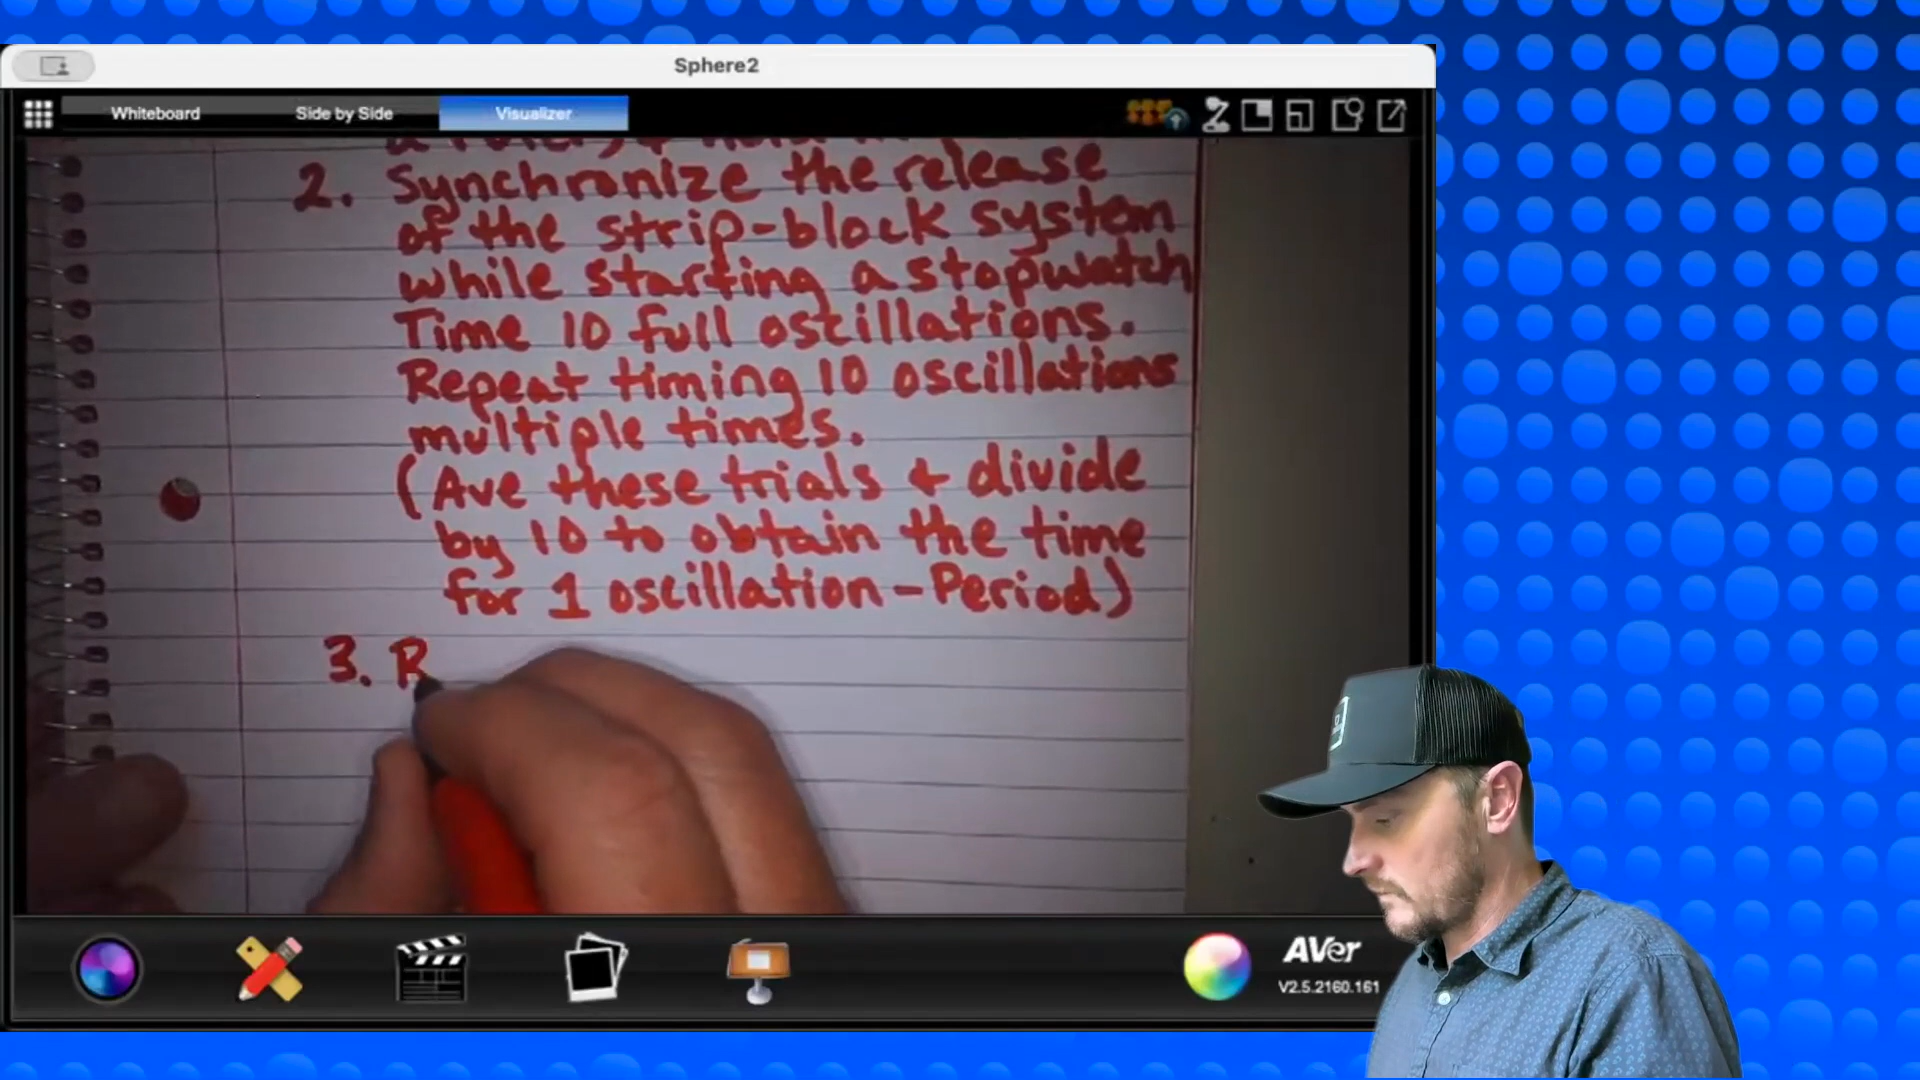 Sphere2
Whiteboard
Side by Side
Visualizer
2. Synchronize the release
of the strip-block system
while starting a stopwatch
Time 10 full oscillations.
Repeat timing 10 oscillations
multiple times.
(Ave these trials & divide
by 10 to obtain the time
for 1 oscillation - Period)
3. R
AVer
V2.5.2160.161